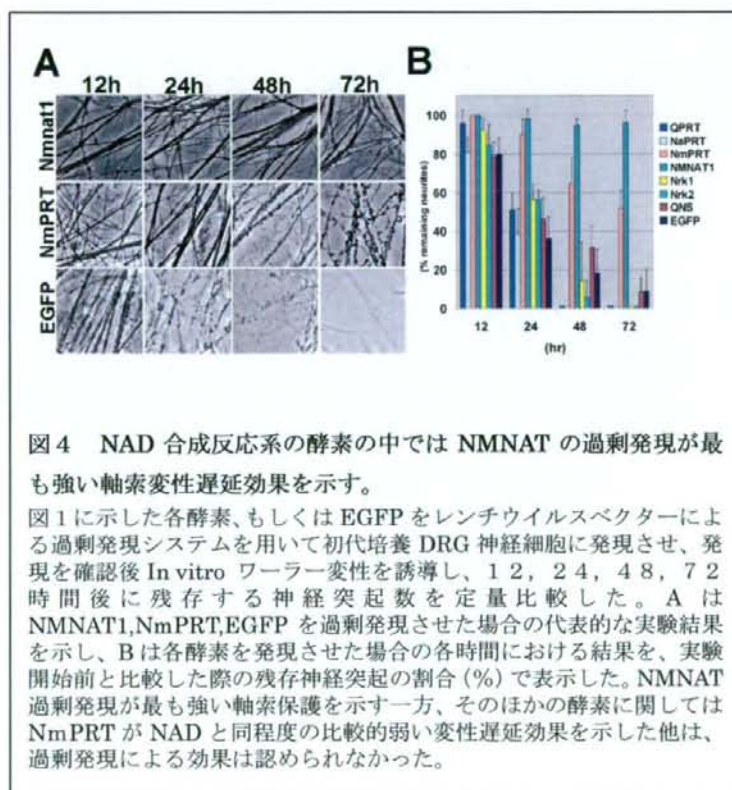 A
B
12h 24h 48h 72h
Nmnat1
NmPRT
EGFP
(% remaining neurites)
100
80
60
40
20
0
12 24 48 72
(hr)
QPRT
NaPRT
NmPRT
NMNAT1
Nrk1
Nrk2
QNS
EGFP
図4 NAD 合成反応系の酵素の中では NMNAT の過剰発現が最
も強い軸索変性遅延効果を示す。
図1に示した各酵素、もしくは EGFP をレンチウイルスベクターによ
る過剰発現システムを用いて初代培養 DRG 神経細胞に発現させ、発
現を確認後 In vitro ワーラー変性を誘導し、12,24,48,72
時間後に残存する神経突起数を定量比較した。A は
NMNAT1,NmPRT,EGFP を過剰発現させた場合の代表的な実験結果
を示し、B は各酵素を発現させた場合の各時間における結果を、実験
開始前と比較した際の残存神経突起の割合(%)で表示した。NMNAT
過剰発現が最も強い軸索保護を示す一方、そのほかの酵素に関しては
NmPRT が NAD と同程度の比較的弱い変性遅延効果を示した他は、
過剰発現による効果は認められなかった。